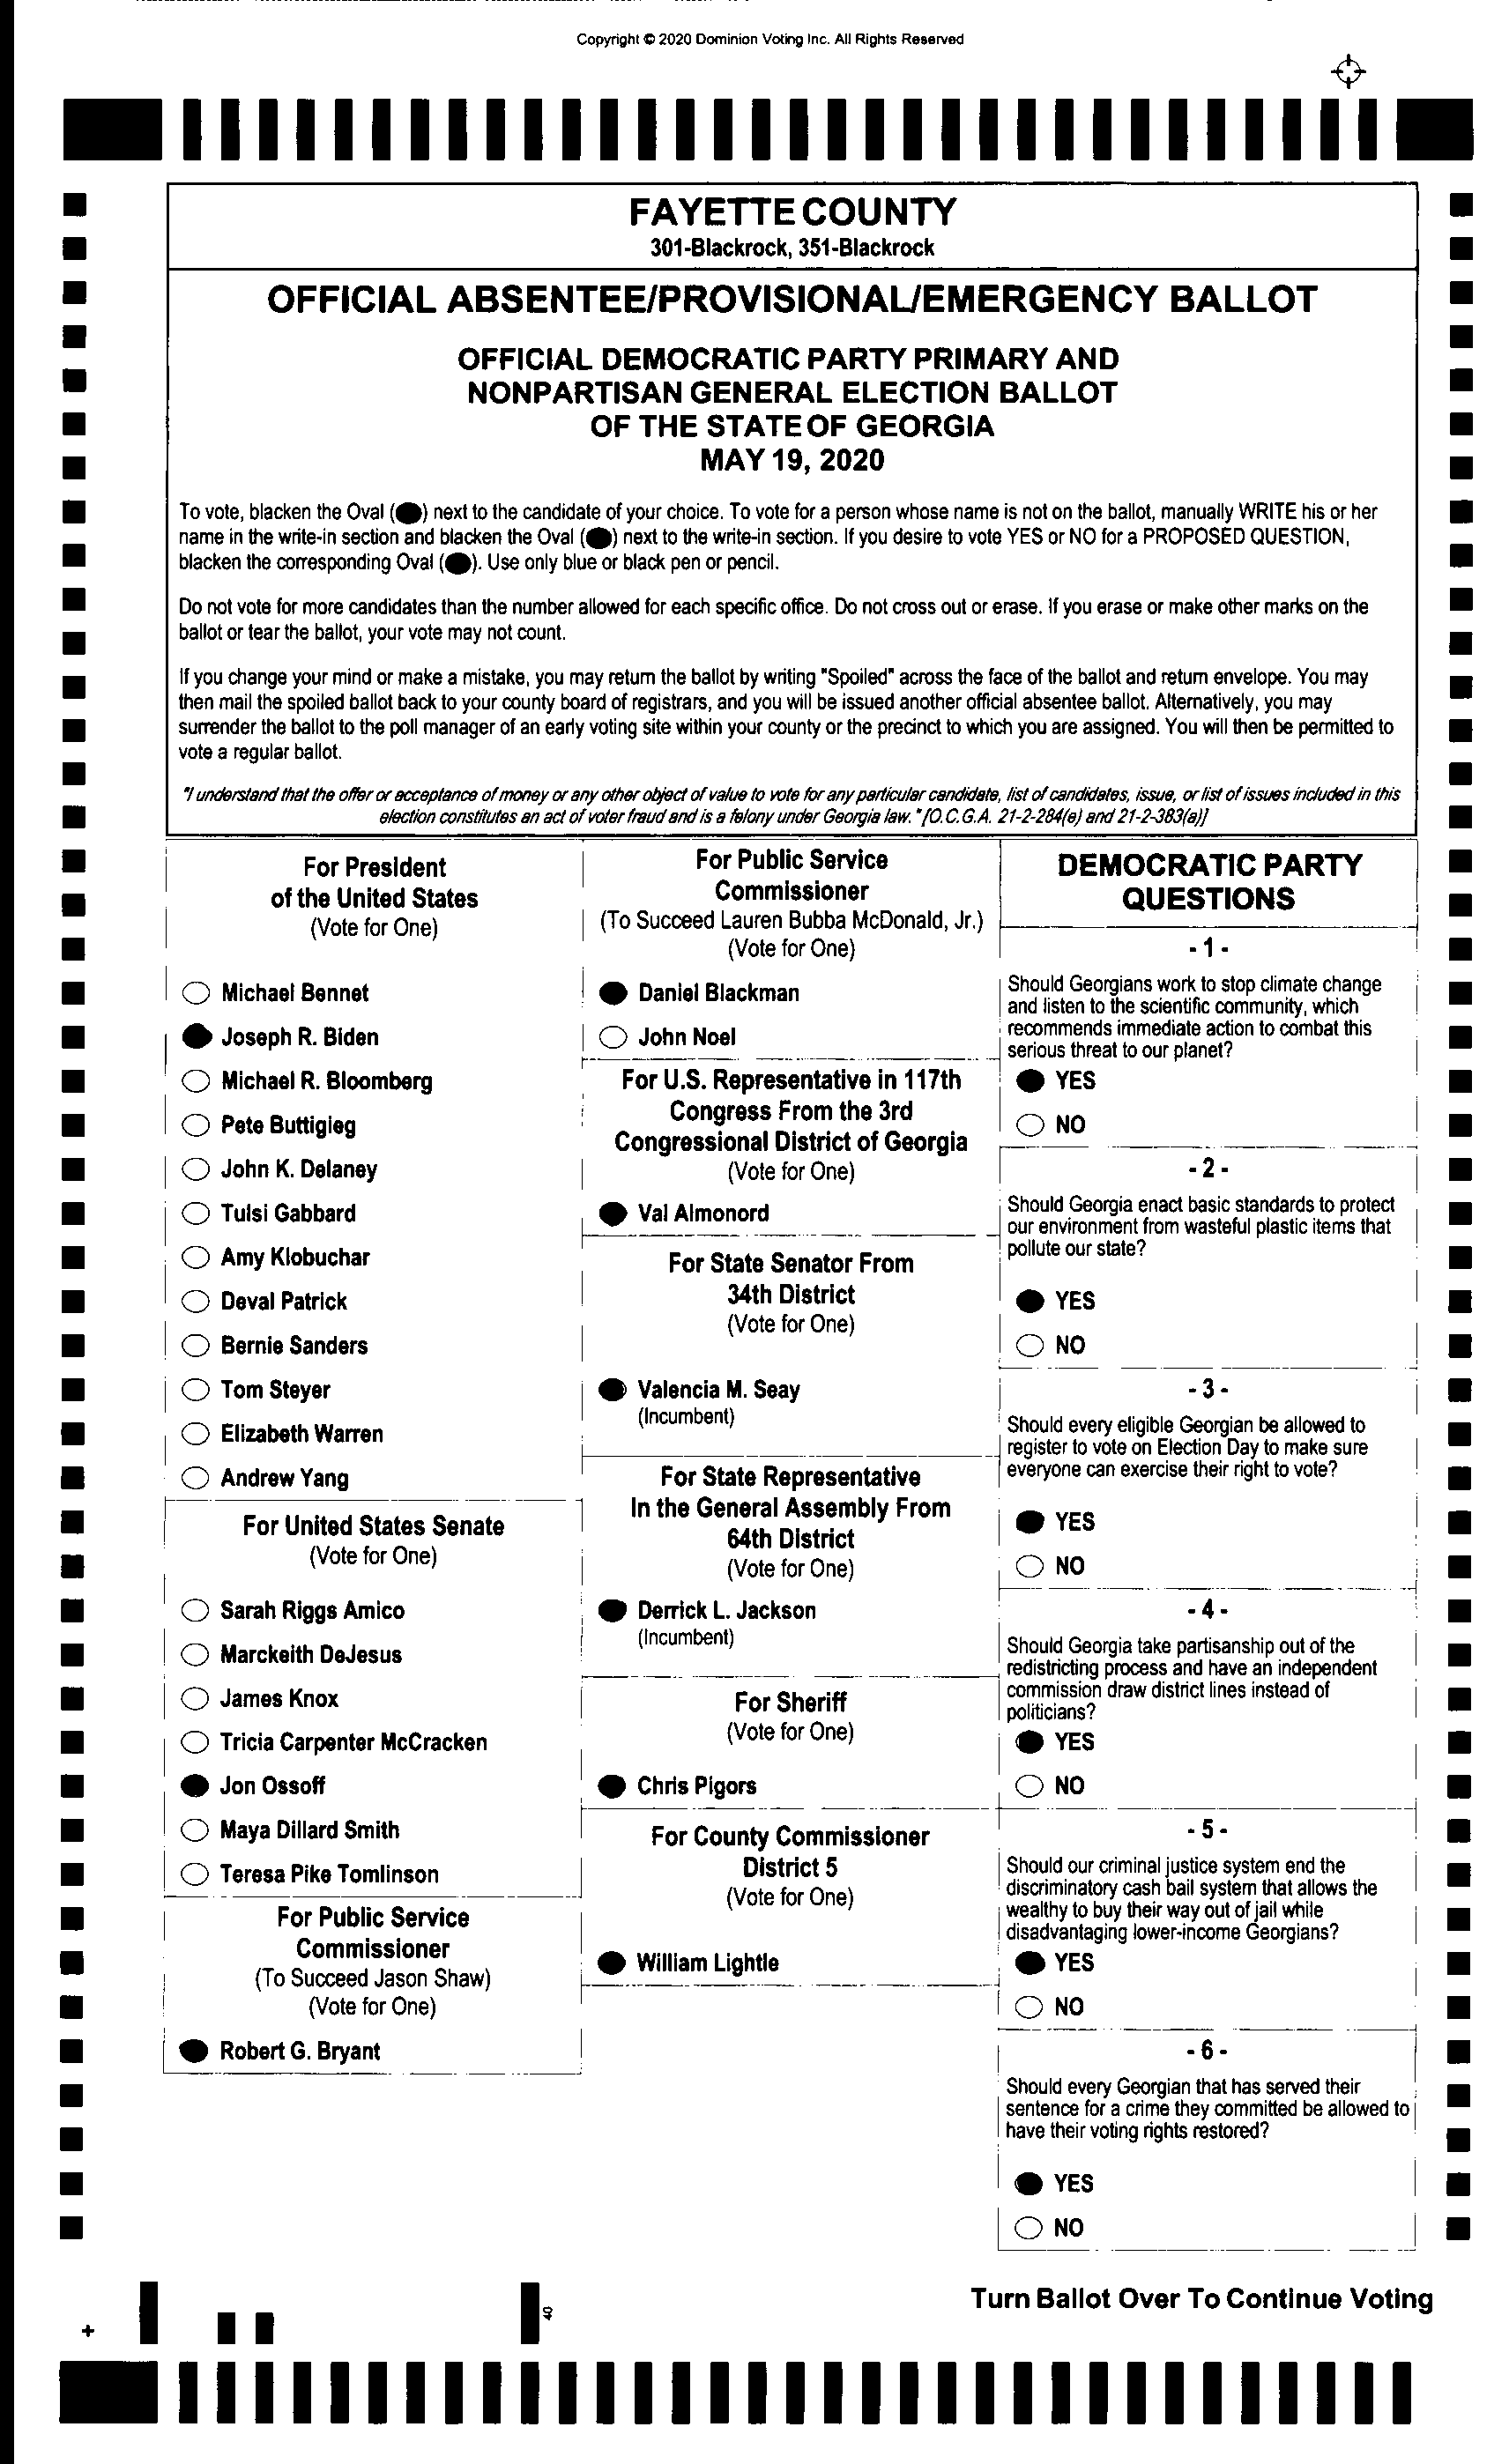 Copyright © 2020 Dominion Voting Inc. All Rights Reserved
FAYETTE COUNTY
301-Blackrock, 351-Blackrock
OFFICIAL ABSENTEE/PROVISIONAL/EMERGENCY BALLOT
OFFICIAL DEMOCRATIC PARTY PRIMARY AND
NONPARTISAN GENERAL ELECTION BALLOT
OF THE STATE OF GEORGIA
MAY 19, 2020
To vote, blacken the Oval ( ) next to the candidate of your choice. To vote for a person whose name is not on the ballot, manually WRITE his or her
name in the write-in section and blacken the Oval ( ) next to the write-in section. If you desire to vote YES or NO for a PROPOSED QUESTION,
blacken the corresponding Oval ( ). Use only blue or black pen or pencil.
Do not vote for more candidates than the number allowed for each specific office. Do not cross out or erase. If you erase or make other marks on the
ballot or tear the ballot, your vote may not count.
If you change your mind or make a mistake, you may return the ballot by writing "Spoiled" across the face of the ballot and return envelope. You may
then mail the spoiled ballot back to your county board of registrars, and you will be issued another official absentee ballot. Alternatively, you may
surrender the ballot to the poll manager of an early voting site within your county or the precinct to which you are assigned. You will then be permitted to
vote a regular ballot.
"I understand that the offer or acceptance of money or any other object of value to vote for any particular candidate, list of candidates, issue, or list of issues included in this
election constitutes an act of voter fraud and is a felony under Georgia law." [O.C.G.A. 21-2-284(e) and 21-2-383(a)]
For President
of the United States
(Vote for One)
Michael Bennet
Joseph R. Biden
Michael R. Bloomberg
Pete Buttigieg
John K. Delaney
Tulsi Gabbard
Amy Klobuchar
Deval Patrick
Bernie Sanders
Tom Steyer
Elizabeth Warren
Andrew Yang
For United States Senate
(Vote for One)
Sarah Riggs Amico
Marckeith DeJesus
James Knox
Tricia Carpenter McCracken
Jon Ossoff
Maya Dillard Smith
Teresa Pike Tomlinson
For Public Service
Commissioner
(To Succeed Jason Shaw)
(Vote for One)
Robert G. Bryant
For Public Service
Commissioner
(To Succeed Lauren Bubba McDonald, Jr.)
(Vote for One)
Daniel Blackman
John Noel
For U.S. Representative in 117th
Congress From the 3rd
Congressional District of Georgia
(Vote for One)
Val Almonord
For State Senator From
34th District
(Vote for One)
Valencia M. Seay
(Incumbent)
For State Representative
In the General Assembly From
64th District
(Vote for One)
Derrick L. Jackson
(Incumbent)
For Sheriff
(Vote for One)
Chris Pigors
For County Commissioner
District 5
(Vote for One)
William Lightle
DEMOCRATIC PARTY
QUESTIONS
- 1 -
Should Georgians work to stop climate change
and listen to the scientific community, which
recommends immediate action to combat this
serious threat to our planet?
YES
NO
- 2 -
Should Georgia enact basic standards to protect
our environment from wasteful plastic items that
pollute our state?
YES
NO
- 3 -
Should every eligible Georgian be allowed to
register to vote on Election Day to make sure
everyone can exercise their right to vote?
YES
NO
- 4 -
Should Georgia take partisanship out of the
redistricting process and have an independent
commission draw district lines instead of
politicians?
YES
NO
- 5 -
Should our criminal justice system end the
discriminatory cash bail system that allows the
wealthy to buy their way out of jail while
disadvantaging lower-income Georgians?
YES
NO
- 6 -
Should every Georgian that has served their
sentence for a crime they committed be allowed to
have their voting rights restored?
YES
NO
Turn Ballot Over To Continue Voting
40